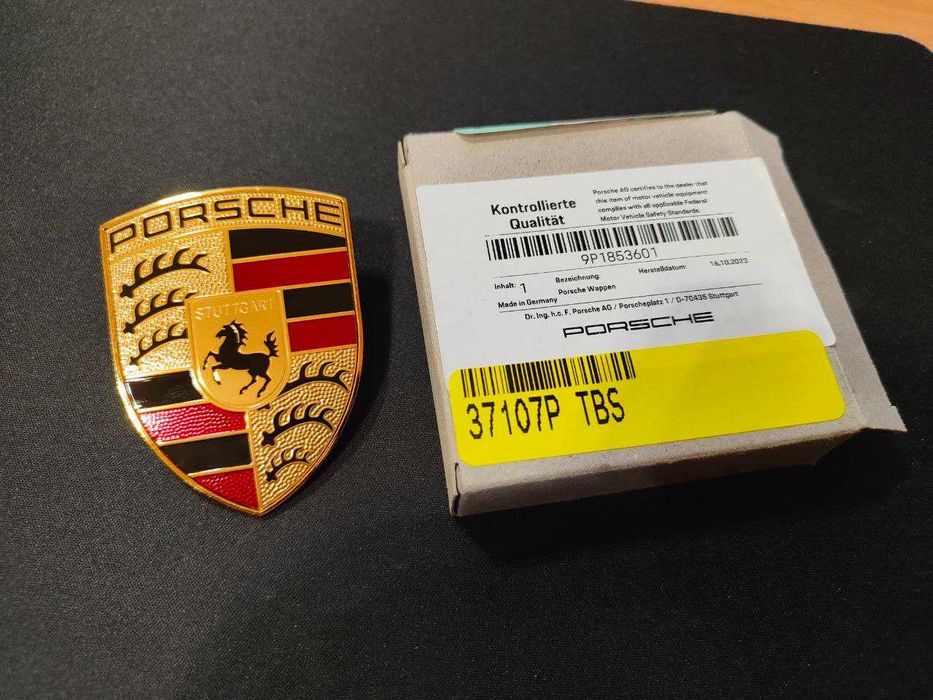 PORSCHE
STUTTGART
Kontrollierte
Qualität
Porsche AG certifies to the dealer that
this item of motor vehicle equipment
complies with all applicable Federal
Motor Vehicle Safety Standards.
9P1853601
Inhalt: 1 Bezeichnung: Herstelldatum: 16.10.2023
Porsche Wappen
Made in Germany
Dr. Ing. h.c. F. Porsche AG / Porscheplatz 1 / D-70435 Stuttgart
PORSCHE
37107P TBS